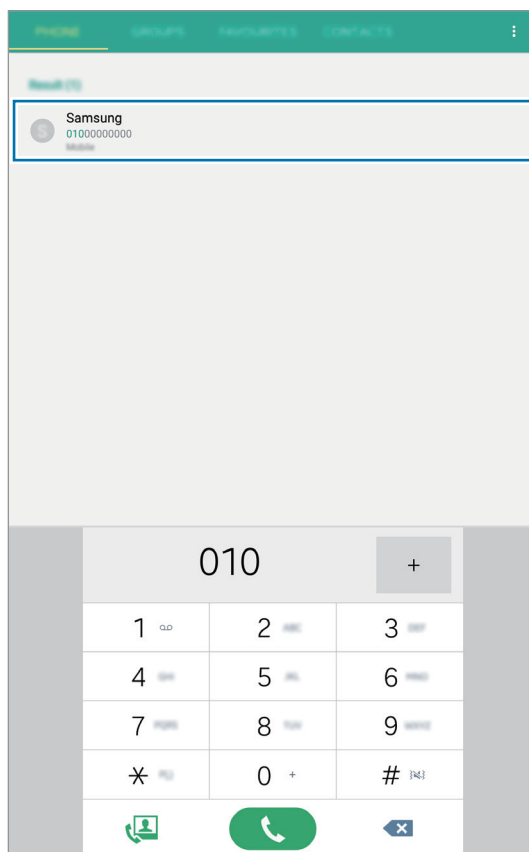 PHONE GROUPS FAVOURITES CONTACTS
Result (1)
S
Samsung
01000000000
Mobile
010 +
1 2 ABC 3 DEF
4 GHI 5 JKL 6 MNO
7 PQRS 8 TUV 9 WXYZ
* 0 + #